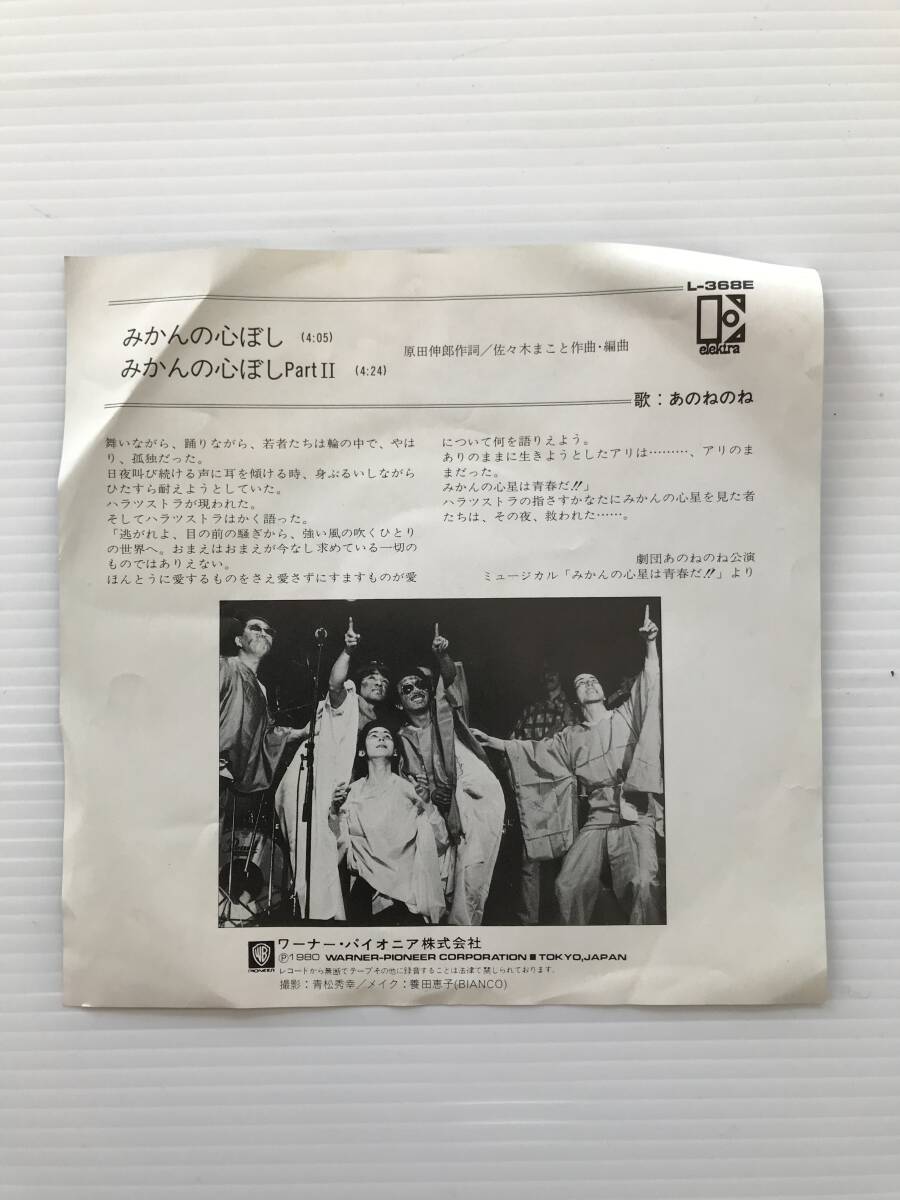 L-368E
elektra
みかんの心ぼし (4:05)
みかんの心ぼしPartII (4:24)
原田伸郎作詞／佐々木まこと作曲・編曲
歌：あのねのね
舞いながら、踊りながら、若者たちは輪の中で、やは
り、孤独だった。
日夜叫び続ける声に耳を傾ける時、身ぶるいしながら
ひたすら耐えようとしていた。
ハラツストラが現われた。
そしてハラツストラはかく語った。
「逃がれよ、目の前の騒ぎから、強い風の吹くひとり
の世界へ。おまえはおまえが今なし求めている一切の
ものではありえない。
ほんとうに愛するものをさえ愛さずにすますものが愛
について何を語りえよう。
ありのままに生きようとしたアリは………、アリのま
まだった。
みかんの心星は青春だ!!」
ハラツストラの指さすかなたにみかんの心星を見た者
たちは、その夜、救われた……。
劇団あのねのね公演
ミュージカル「みかんの心星は青春だ!!」より
PIONEER
ワーナー・パイオニア株式会社
Ⓟ1980 WARNER-PIONEER CORPORATION ■ TOKYO,JAPAN
レコードから無断でテープその他に録音することは法律で禁じられております。
撮影：青松秀幸／メイク：養田恵子(BIANCO)